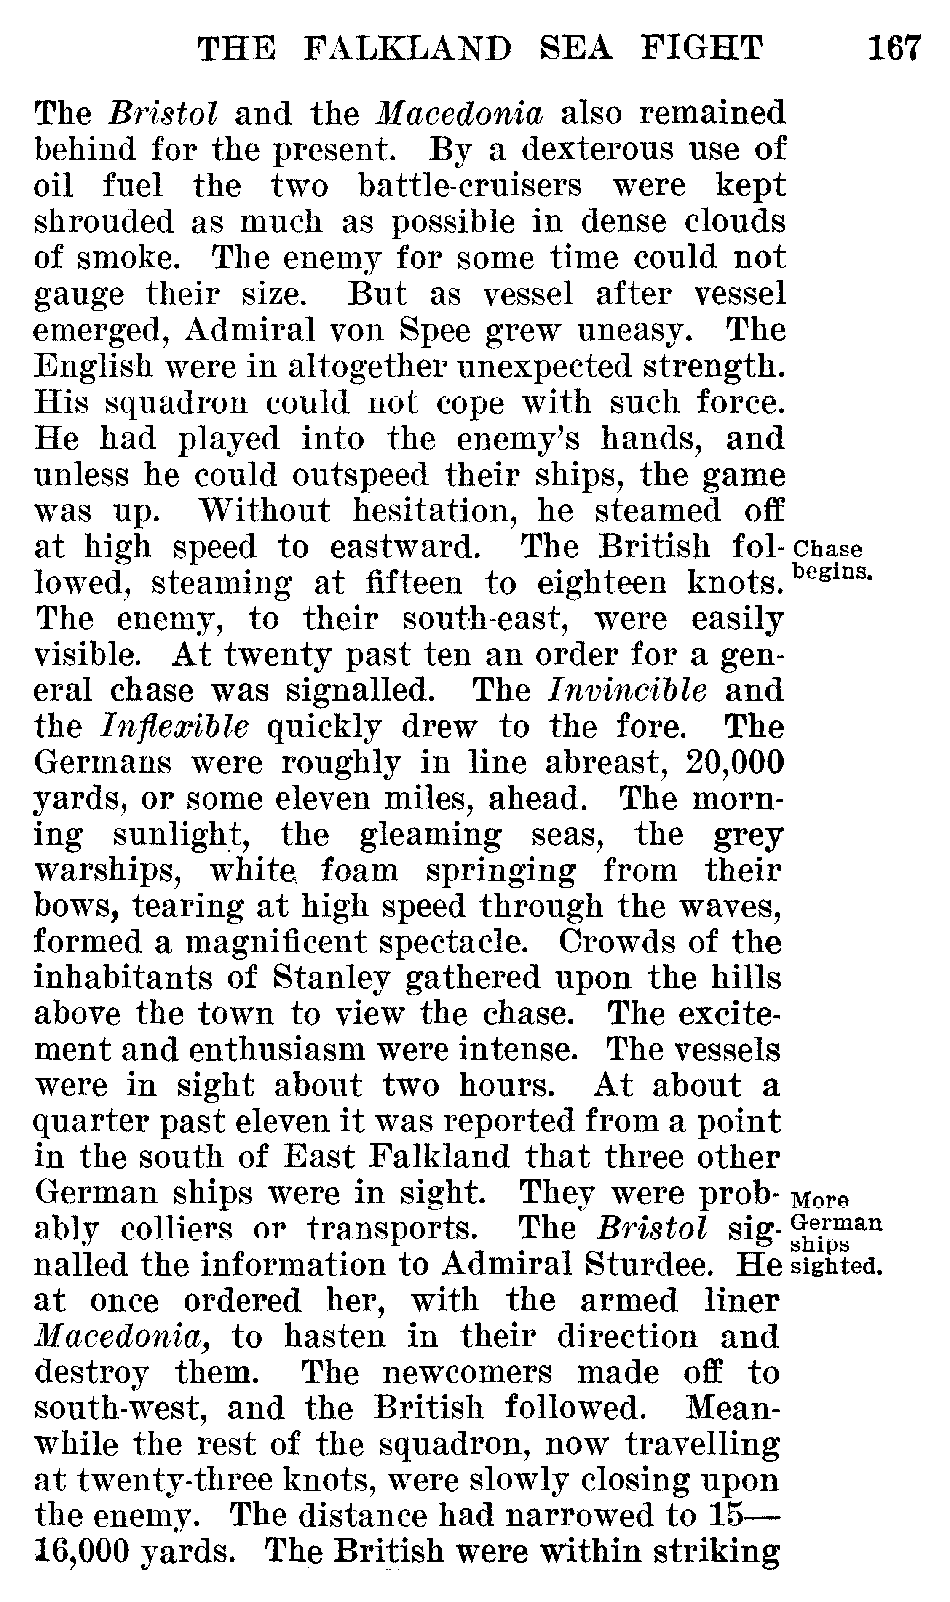 THE FALKLAND SEA FIGHT 167
The Bristol and the Macedonia also remained
behind for the present. By a dexterous use of
oil fuel the two battle-cruisers were kept
shrouded as much as possible in dense clouds
of smoke. The enemy for some time could not
gauge their size. But as vessel after vessel
emerged, Admiral von Spee grew uneasy. The
English were in altogether unexpected strength.
His squadron could not cope with such force.
He had played into the enemy's hands, and
unless he could outspeed their ships, the game
was up. Without hesitation, he steamed off
at high speed to eastward. The British fol-
lowed, steaming at fifteen to eighteen knots.
Chase
begins.
The enemy, to their south-east, were easily
visible. At twenty past ten an order for a gen-
eral chase was signalled. The Invincible and
the Inflexible quickly drew to the fore. The
Germans were roughly in line abreast, 20,000
yards, or some eleven miles, ahead. The morn-
ing sunlight, the gleaming seas, the grey
warships, white foam springing from their
bows, tearing at high speed through the waves,
formed a magnificent spectacle. Crowds of the
inhabitants of Stanley gathered upon the hills
above the town to view the chase. The excite-
ment and enthusiasm were intense. The vessels
were in sight about two hours. At about a
quarter past eleven it was reported from a point
in the south of East Falkland that three other
German ships were in sight. They were prob-
ably colliers or transports. The Bristol sig-
nalled the information to Admiral Sturdee. He
More
German
ships
sighted.
at once ordered her, with the armed liner
Macedonia, to hasten in their direction and
destroy them. The newcomers made off to
south-west, and the British followed. Mean-
while the rest of the squadron, now travelling
at twenty-three knots, were slowly closing upon
the enemy. The distance had narrowed to 15—
16,000 yards. The British were within striking